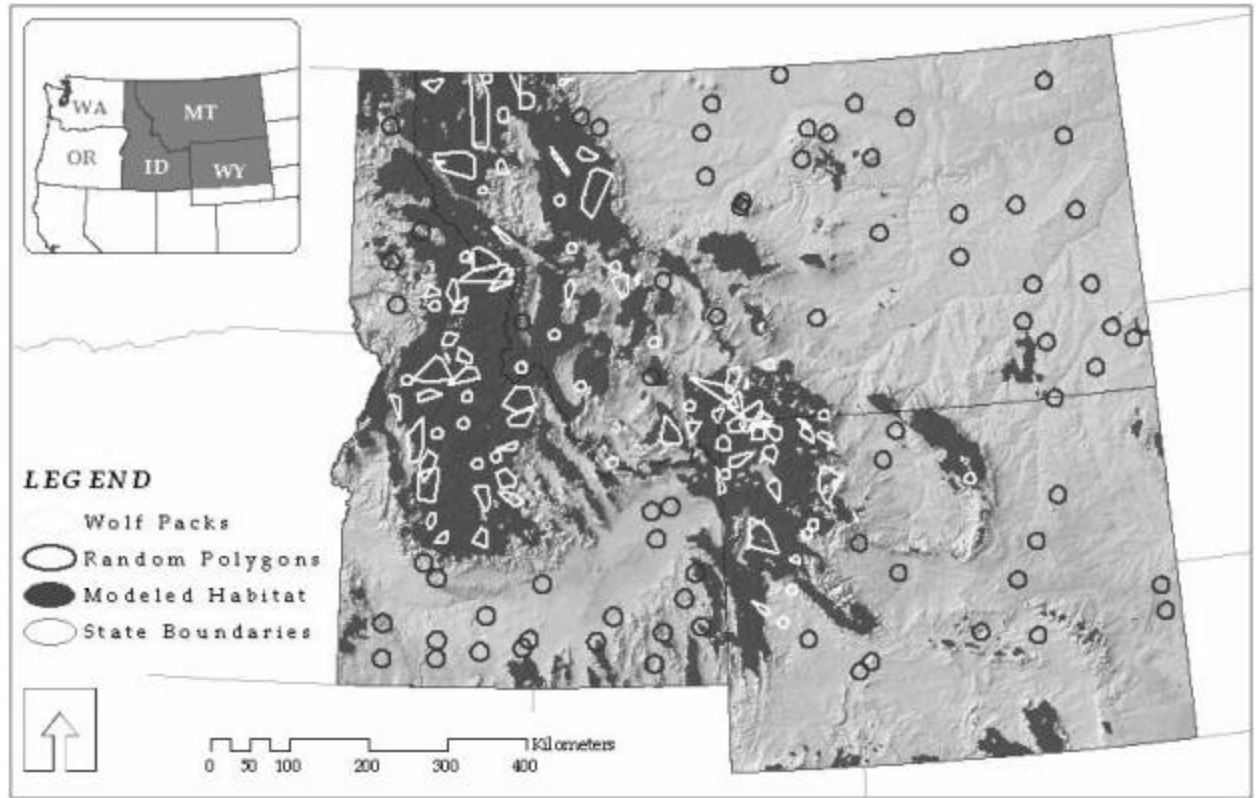 WA
MT
OR
ID
WY
LEGEND
Wolf Packs
Random Polygons
Modeled Habitat
State Boundaries
Kilometers
0 50 100 200 300 400